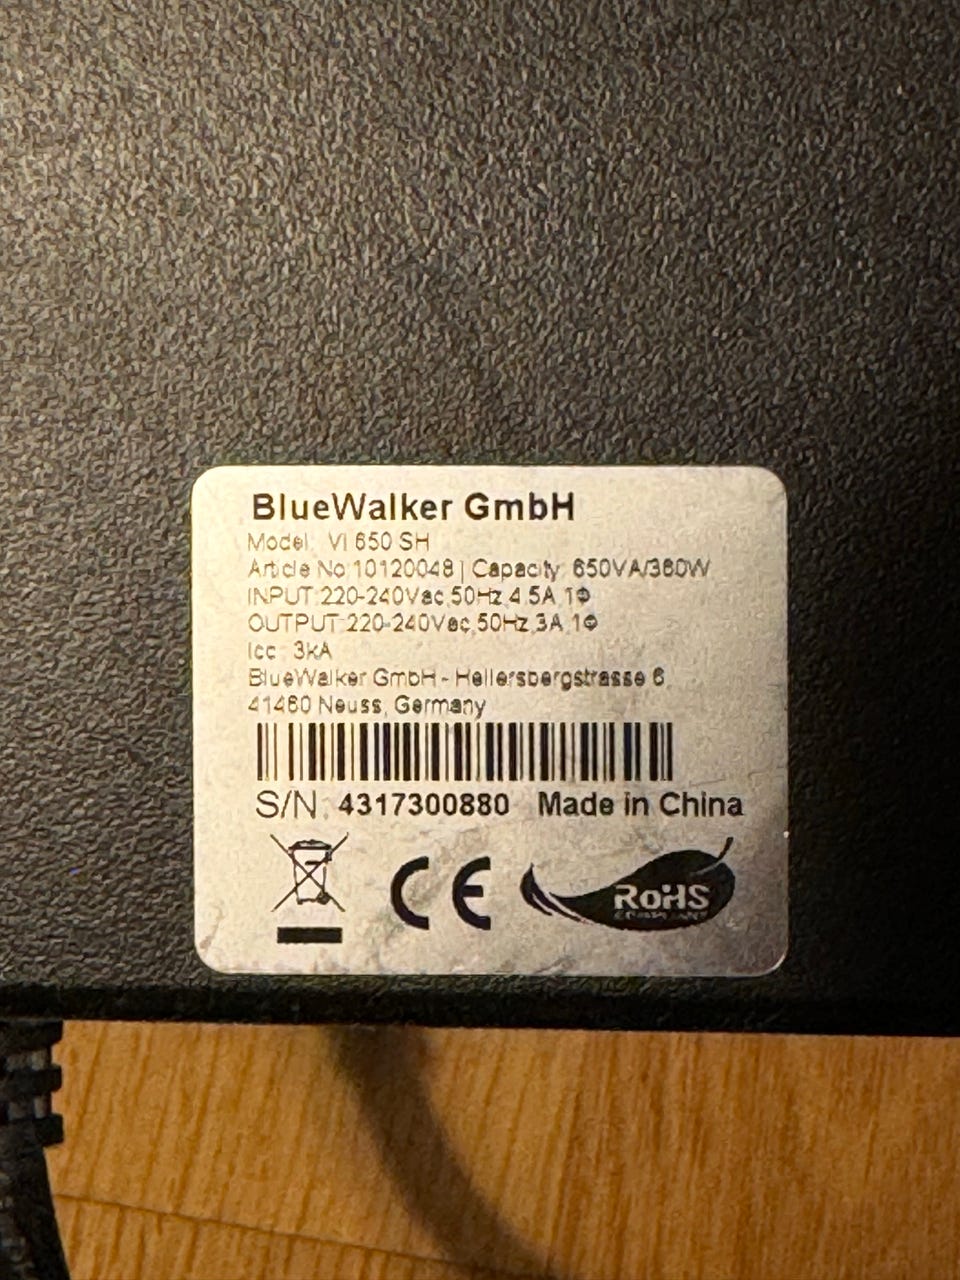 BlueWalker GmbH
Model: VI 650 SH
Article No:10120048 | Capacity: 650VA/360W
INPUT:220-240Vac,50Hz,4.5A,1Φ
OUTPUT:220-240Vac,50Hz,3A,1Φ
Icc : 3kA
BlueWalker GmbH - Hellersbergstrasse 6,
41460 Neuss, Germany
S/N: 4317300880 Made in China
CE
RoHS
COMPLIANT